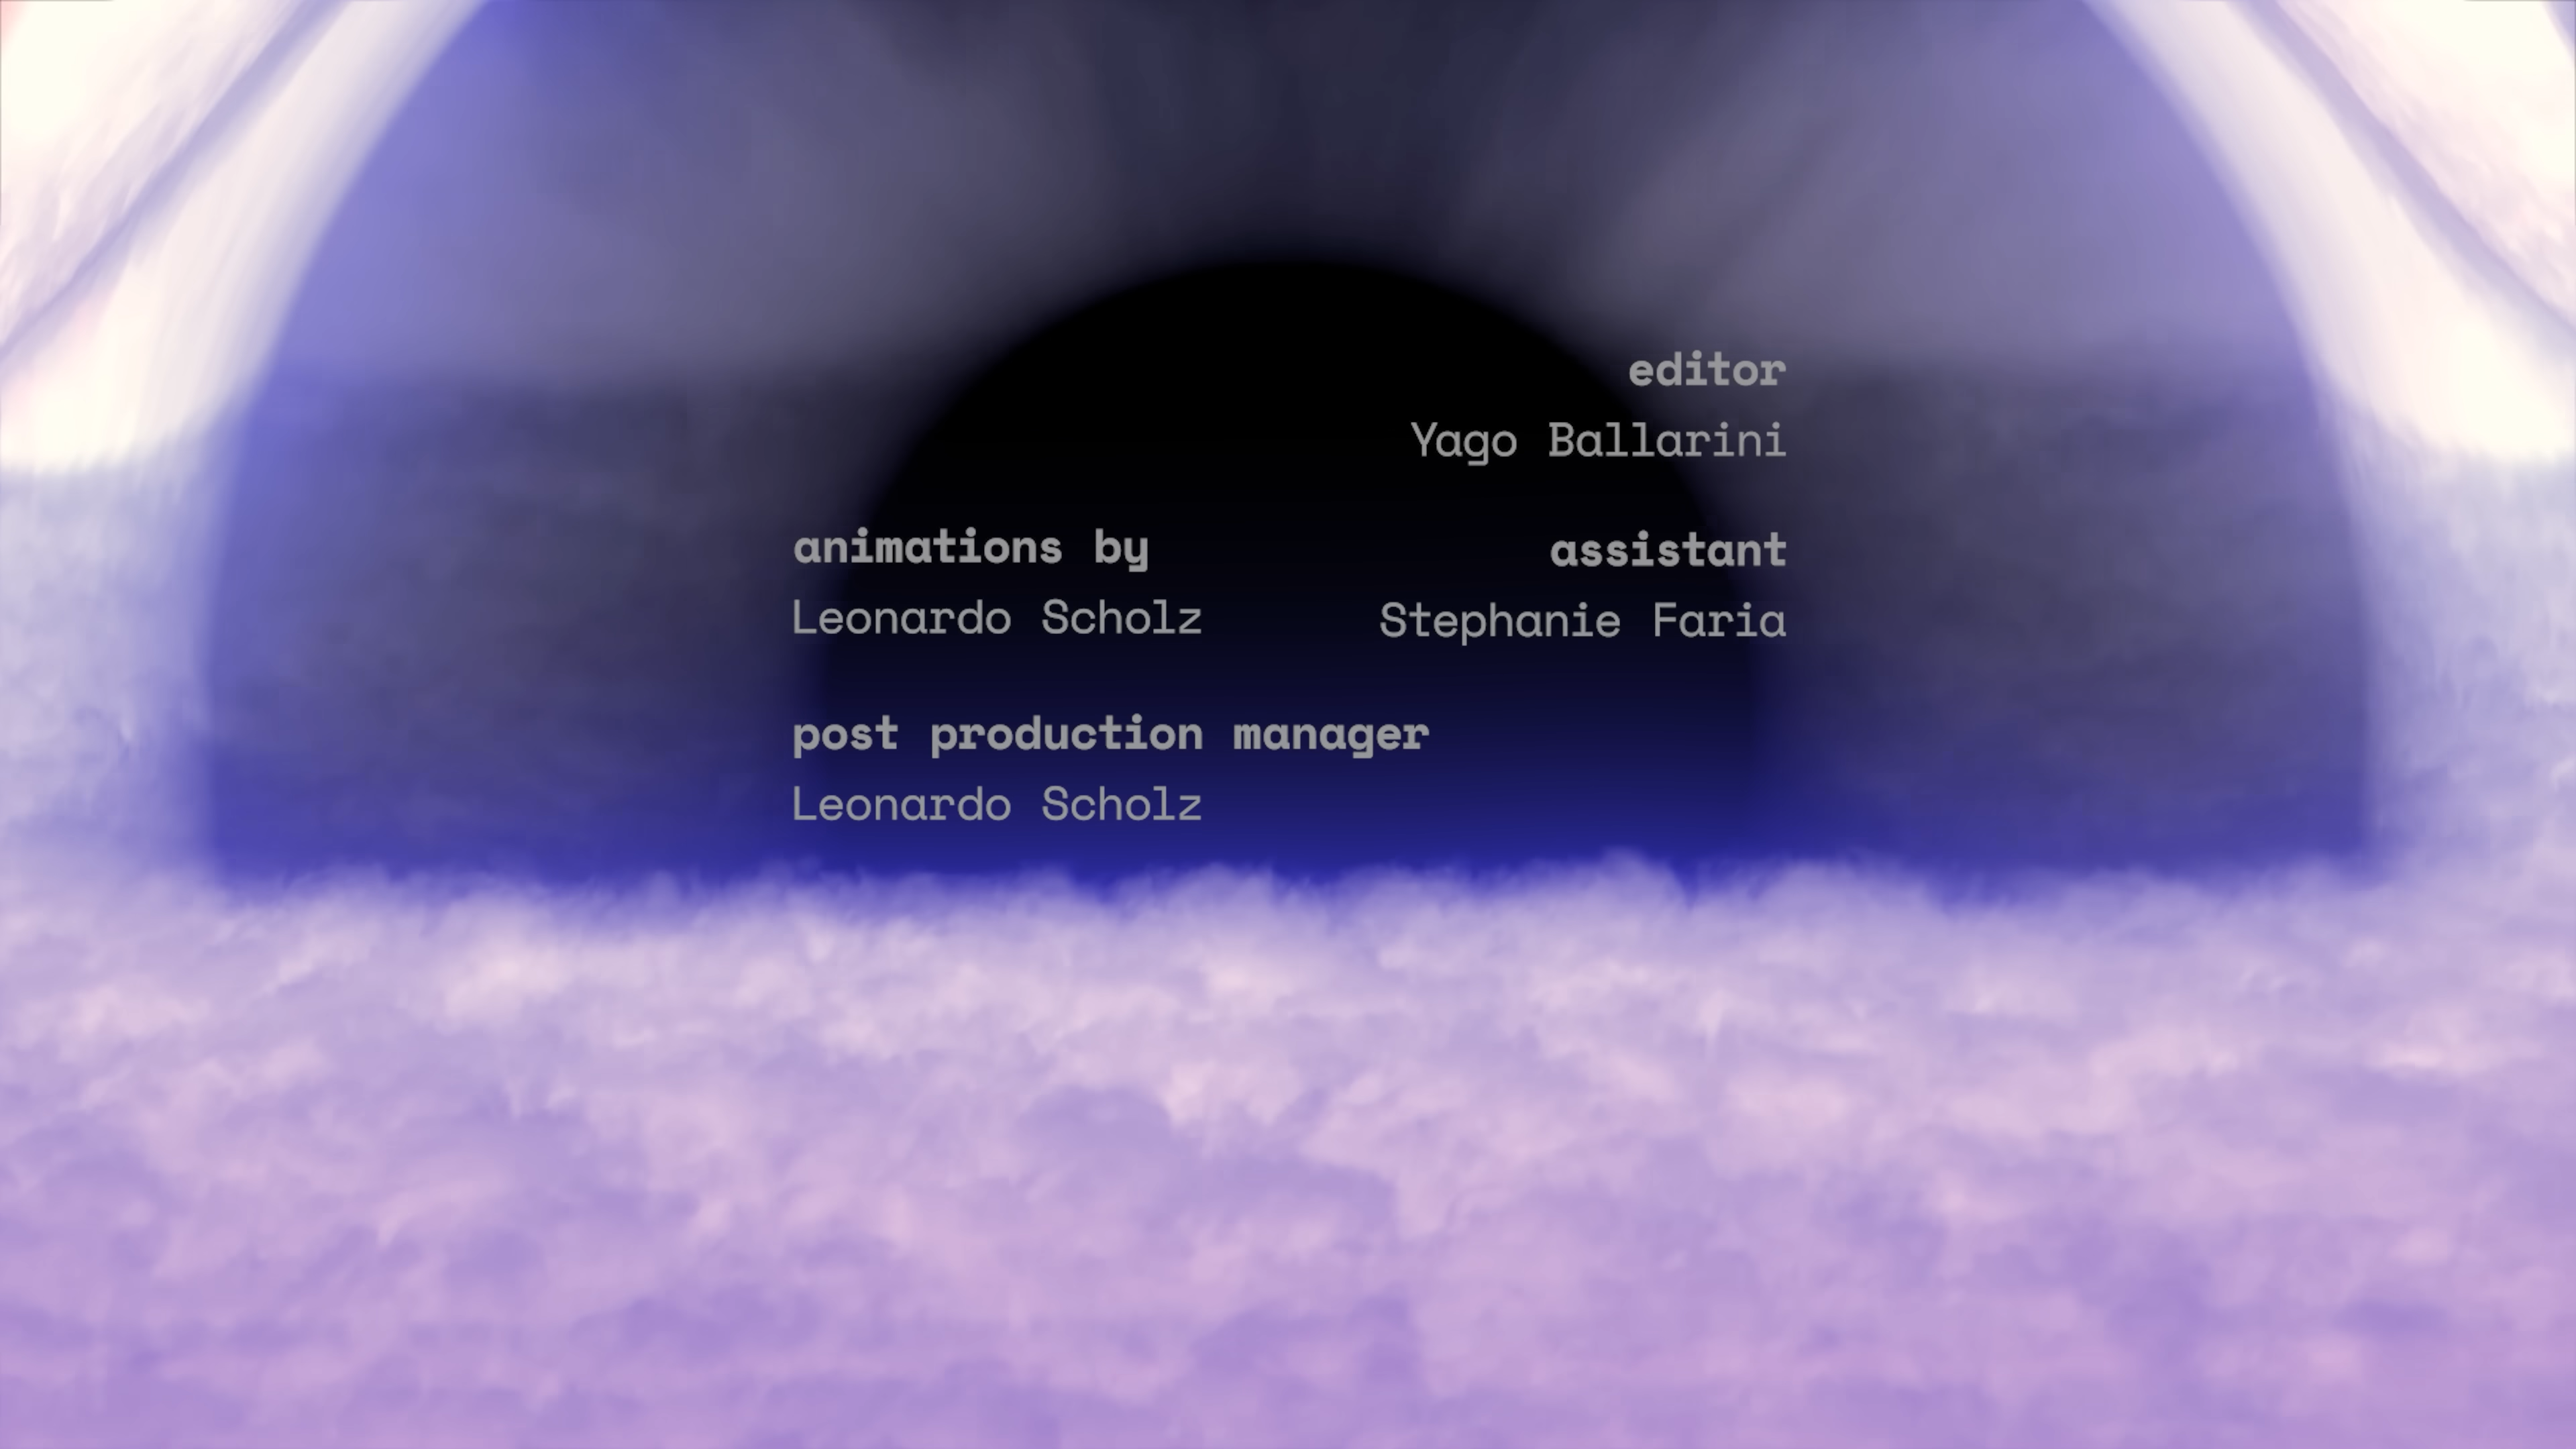 editor
Yago Ballarini
animations by
Leonardo Scholz
assistant
Stephanie Faria
post production manager
Leonardo Scholz